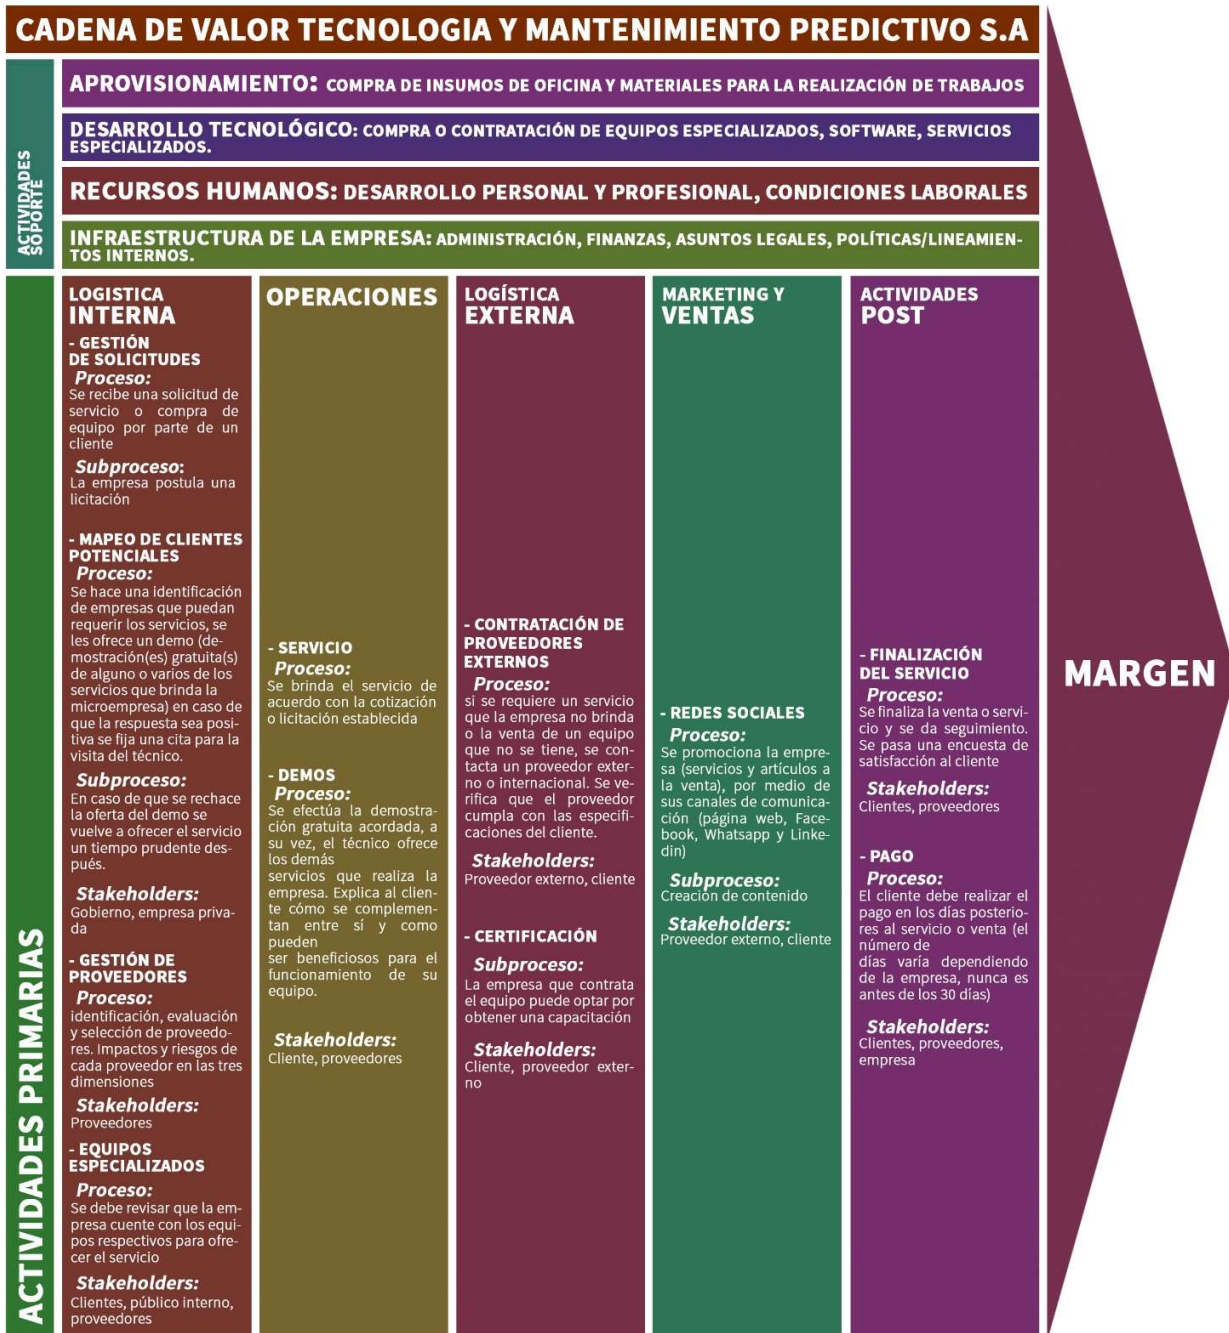 CADENA DE VALOR TECNOLOGIA Y MANTENIMIENTO PREDICTIVO S.A
ACTIVIDADES
SOPORTE
APROVISIONAMIENTO: COMPRA DE INSUMOS DE OFICINA Y MATERIALES PARA LA REALIZACIÓN DE TRABAJOS
DESARROLLO TECNOLÓGICO: COMPRA O CONTRATACIÓN DE EQUIPOS ESPECIALIZADOS, SOFTWARE, SERVICIOS
ESPECIALIZADOS.
RECURSOS HUMANOS: DESARROLLO PERSONAL Y PROFESIONAL, CONDICIONES LABORALES
INFRAESTRUCTURA DE LA EMPRESA: ADMINISTRACIÓN, FINANZAS, ASUNTOS LEGALES, POLÍTICAS/LINEAMIEN-
TOS INTERNOS.
ACTIVIDADES PRIMARIAS
LOGISTICA
INTERNA
- GESTIÓN
DE SOLICITUDES
Proceso:
Se recibe una solicitud de
servicio o compra de
equipo por parte de un
cliente
Subproceso:
La empresa postula una
licitación
- MAPEO DE CLIENTES
POTENCIALES
Proceso:
Se hace una identificación
de empresas que puedan
requerir los servicios, se
les ofrece un demo (de-
mostración(es) gratuita(s)
de alguno o varios de los
servicios que brinda la
microempresa) en caso de
que la respuesta sea posi-
tiva se fija una cita para la
visita del técnico.
Subproceso:
En caso de que se rechace
la oferta del demo se
vuelve a ofrecer el servicio
un tiempo prudente des-
pués.
Stakeholders:
Gobierno, empresa priva-
da
- GESTIÓN DE
PROVEEDORES
Proceso:
identificación, evaluación
y selección de proveedo-
res. Impactos y riesgos de
cada proveedor en las tres
dimensiones
Stakeholders:
Proveedores
- EQUIPOS
ESPECIALIZADOS
Proceso:
Se debe revisar que la em-
presa cuente con los equi-
pos respectivos para ofre-
cer el servicio
Stakeholders:
Clientes, público interno,
proveedores
OPERACIONES
- SERVICIO
Proceso:
Se brinda el servicio de
acuerdo con la cotización
o licitación establecida
- DEMOS
Proceso:
Se efectúa la demostra-
ción gratuita acordada, a
su vez, el técnico ofrece
los demás
servicios que realiza la
empresa. Explica al clien-
te cómo se complemen-
tan entre sí y como
pueden
ser beneficiosos para el
funcionamiento de su
equipo.
Stakeholders:
Cliente, proveedores
LOGÍSTICA
EXTERNA
- CONTRATACIÓN DE
PROVEEDORES
EXTERNOS
Proceso:
si se requiere un servicio
que la empresa no brinda
o la venta de un equipo
que no se tiene, se con-
tacta un proveedor exter-
no o internacional. Se ve-
rifica que el proveedor
cumpla con las especifi-
caciones del cliente.
Stakeholders:
Proveedor externo, cliente
- CERTIFICACIÓN
Subproceso:
La empresa que contrata
el equipo puede optar por
obtener una capacitación
Stakeholders:
Cliente, proveedor exter-
no
MARKETING Y
VENTAS
- REDES SOCIALES
Proceso:
Se promociona la empre-
sa (servicios y artículos a
la venta), por medio de
sus canales de comunica-
ción (página web, Face-
book, Whatsapp y Linke-
din)
Subproceso:
Creación de contenido
Stakeholders:
Proveedor externo, cliente
ACTIVIDADES
POST
- FINALIZACIÓN
DEL SERVICIO
Proceso:
Se finaliza la venta o servi-
cio y se da seguimiento.
Se pasa una encuesta de
satisfacción al cliente
Stakeholders:
Clientes, proveedores
- PAGO
Proceso:
El cliente debe realizar el
pago en los días posterio-
res al servicio o venta (el
número de
días varía dependiendo
de la empresa, nunca es
antes de los 30 días)
Stakeholders:
Clientes, proveedores,
empresa
MARGEN